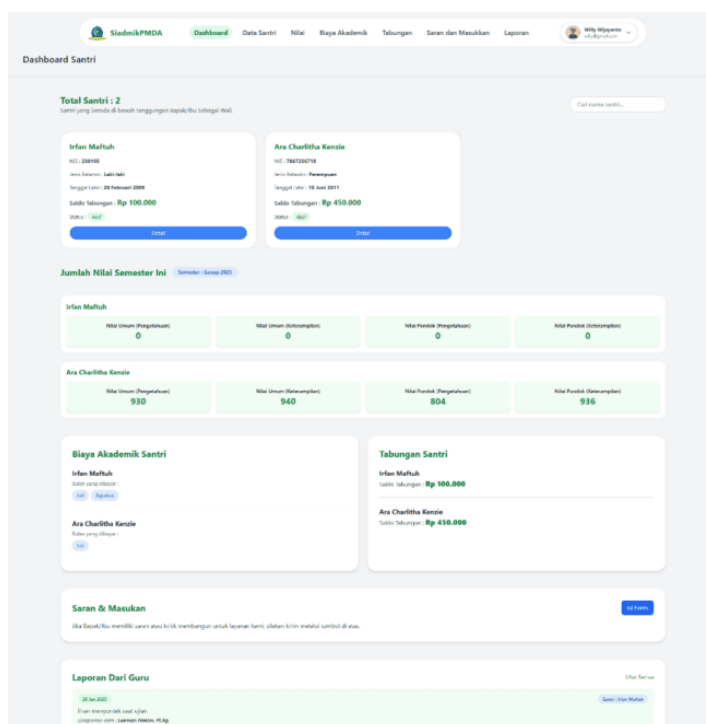 SiadmikPMDA
Dashboard Data Santri Nilai Biaya Akademik Tabungan Saran dan Masukkan Laporan
Willy Wijayanto
Dashboard Santri
Total Santri : 2
Santri yang berada di bawah tanggungan Bapak/Ibu sebagai Wali.
Cari nama santri...
Irfan Maftuh
NIS : 230105
Jenis Kelamin : Laki-laki
Tanggal Lahir : 20 Februari 2009
Saldo Tabungan : Rp 100.000
Status : Aktif
Detail
Ara Charlitha Kenzie
NIS : 7867256718
Jenis Kelamin : Perempuan
Tanggal Lahir : 10 Juni 2011
Saldo Tabungan : Rp 450.000
Status : Aktif
Detail
Jumlah Nilai Semester Ini
Semester : Genap 2025
Irfan Maftuh
Nilai Umum (Pengetahuan)
0
Nilai Umum (Keterampilan)
0
Nilai Pondok (Pengetahuan)
0
Nilai Pondok (Keterampilan)
0
Ara Charlitha Kenzie
Nilai Umum (Pengetahuan)
930
Nilai Umum (Keterampilan)
940
Nilai Pondok (Pengetahuan)
804
Nilai Pondok (Keterampilan)
936
Biaya Akademik Santri
Irfan Maftuh
Bulan yang dibayar :
Juli Agustus
Ara Charlitha Kenzie
Bulan yang dibayar :
Juli
Tabungan Santri
Irfan Maftuh
Saldo Tabungan : Rp 100.000
Ara Charlitha Kenzie
Saldo Tabungan : Rp 450.000
Saran & Masukan
Isi Form
Jika Bapak/Ibu memiliki saran atau kritik membangun untuk layanan kami, silakan kirim melalui tombol di atas.
Laporan Dari Guru
Lihat Semua
20 Jan 2025
Santri : Irfan Maftuh
Irfan menyontek saat ujian
Dilaporkan oleh : Lukman Hakim, M.Ag